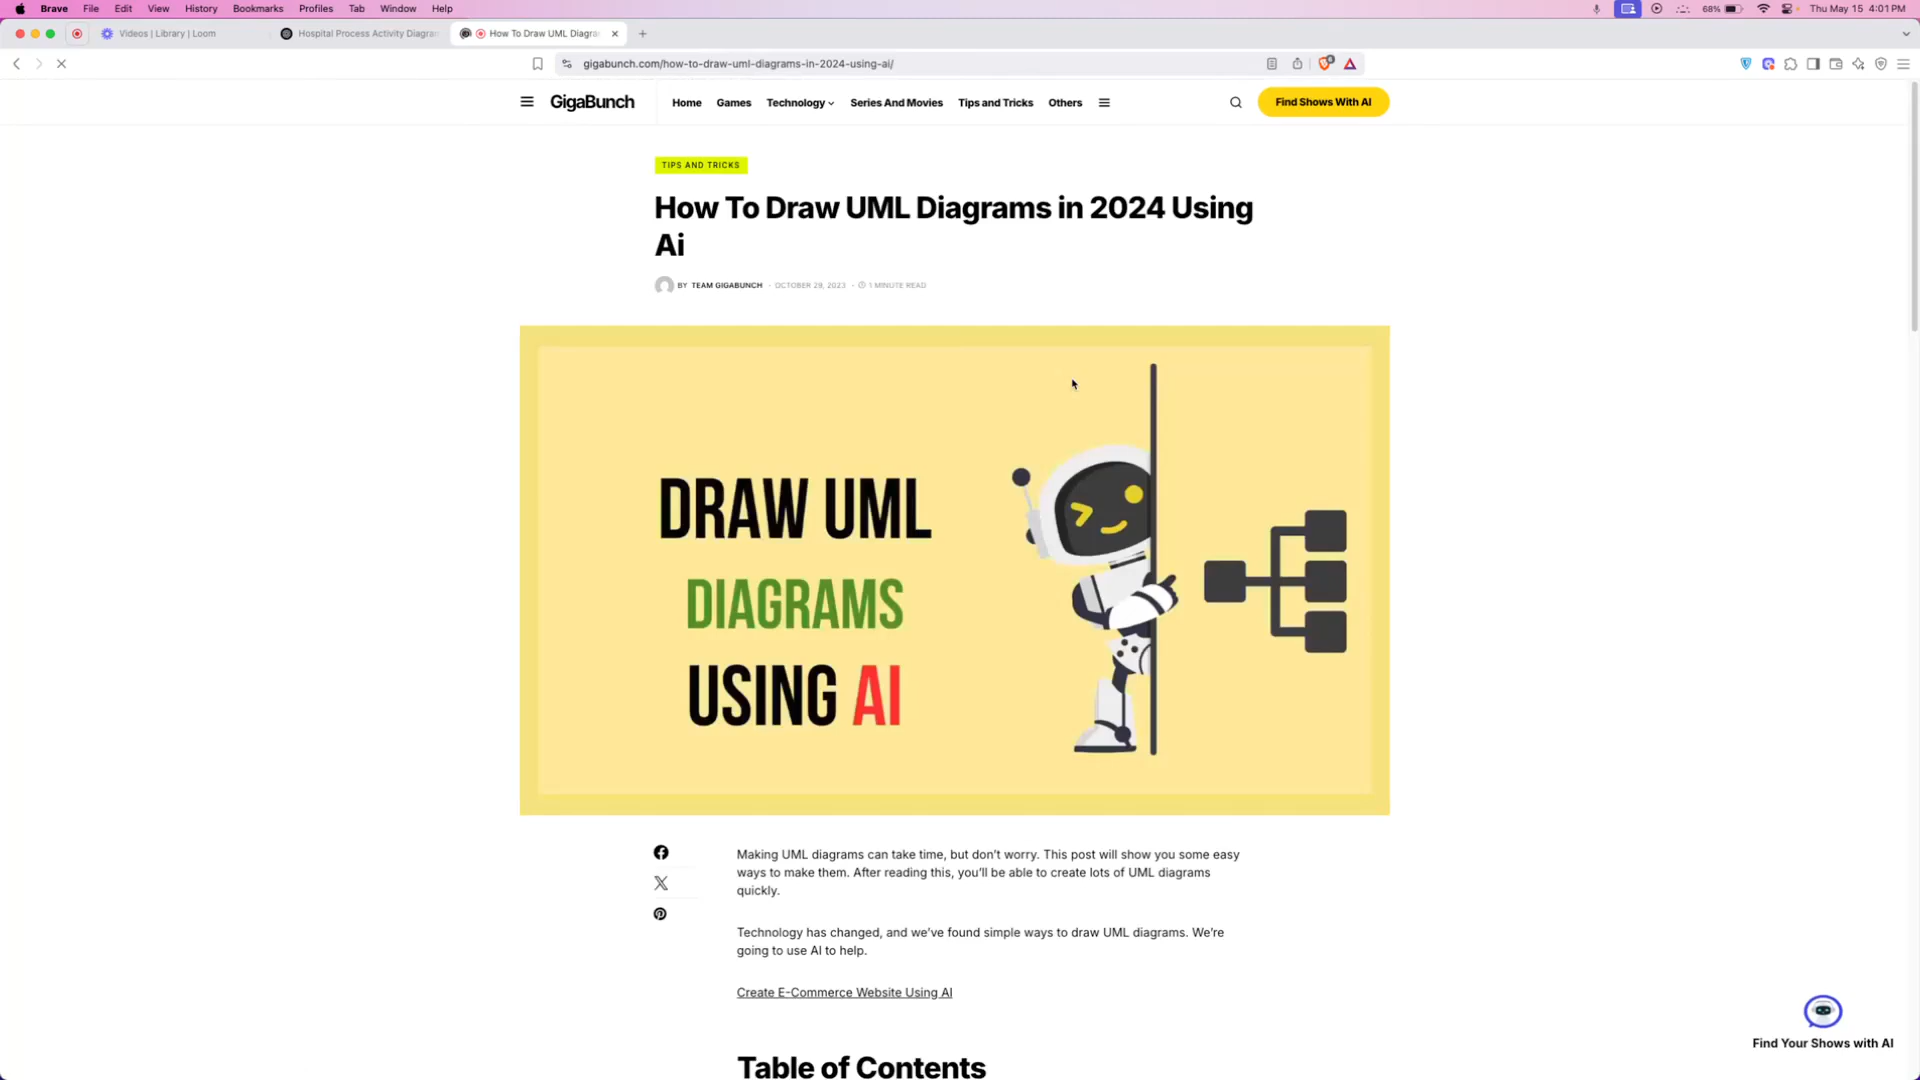 Brave File Edit View History Bookmarks Profiles Tab Window Help 68% Thu May 15 4:01 PM
Videos | Library | Loom Hospital Process Activity Diagram How To Draw UML Diagra
gigabunch.com/how-to-draw-uml-diagrams-in-2024-using-ai/
GigaBunch Home Games Technology Series And Movies Tips and Tricks Others Find Shows With AI
TIPS AND TRICKS
How To Draw UML Diagrams in 2024 Using
Ai
BY TEAM GIGABUNCH - OCTOBER 29, 2023 - 1 MINUTE READ
DRAW UML
DIAGRAMS
USING AI
Making UML diagrams can take time, but don't worry. This post will show you some easy
ways to make them. After reading this, you'll be able to create lots of UML diagrams
quickly.
Technology has changed, and we've found simple ways to draw UML diagrams. We're
going to use AI to help.
Create E-Commerce Website Using AI
Find Your Shows with AI
Table of Contents